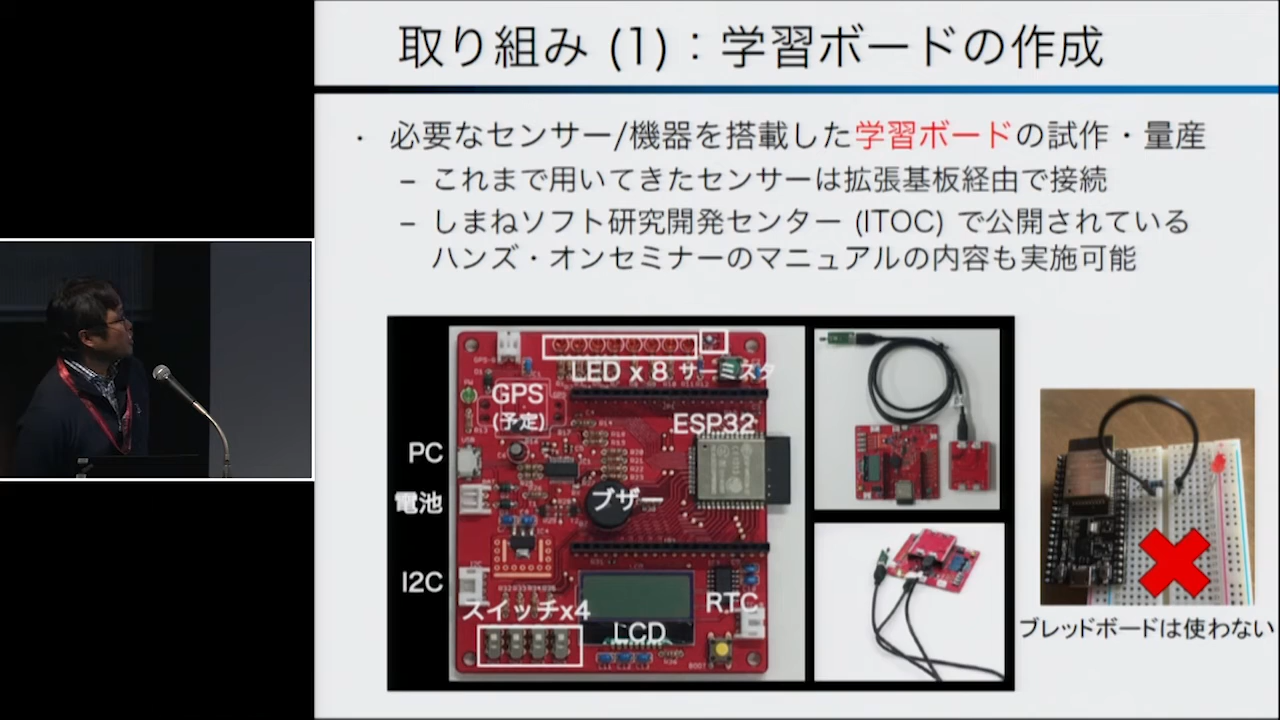 取り組み (1)：学習ボードの作成
・ 必要なセンサー/機器を搭載した学習ボードの試作・量産
– これまで用いてきたセンサーは拡張基板経由で接続
– しまねソフト研究開発センター (ITOC) で公開されている
ハンズ・オンセミナーのマニュアルの内容も実施可能
LED x 8
サーミスタ
GPS
(予定)
ESP32
PC
電池
ブザー
I2C
スイッチx4
LCD
RTC
ブレッドボードは使わない